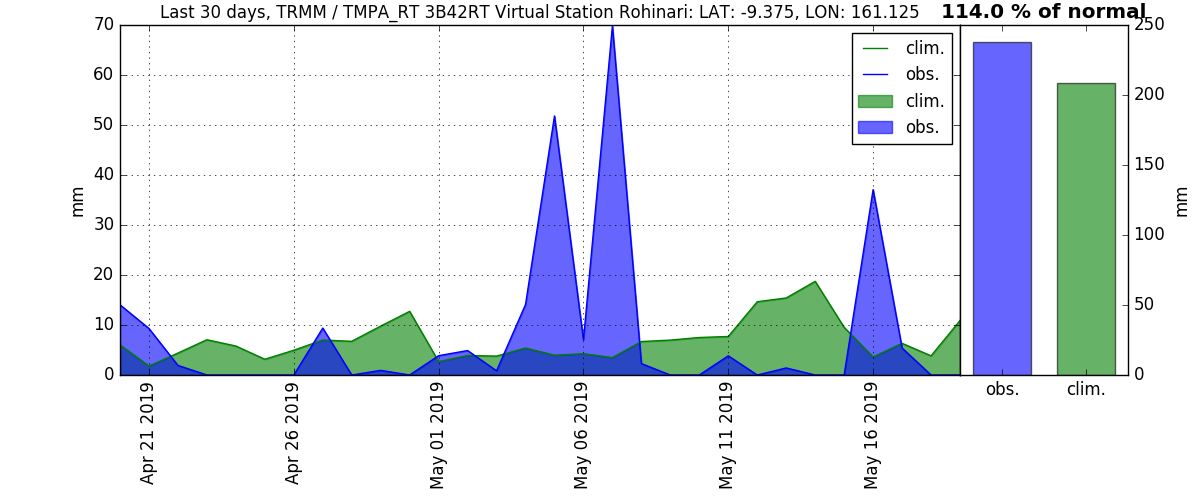 Last 30 days, TRMM / TMPA_RT 3B42RT Virtual Station Rohinari: LAT: -9.375, LON: 161.125
114.0 % of normal
70
60
50
40
30
20
10
0
mm
clim.
obs.
clim.
obs.
Apr 21 2019
Apr 26 2019
May 01 2019
May 06 2019
May 11 2019
May 16 2019
250
200
150
100
50
0
mm
obs.
clim.